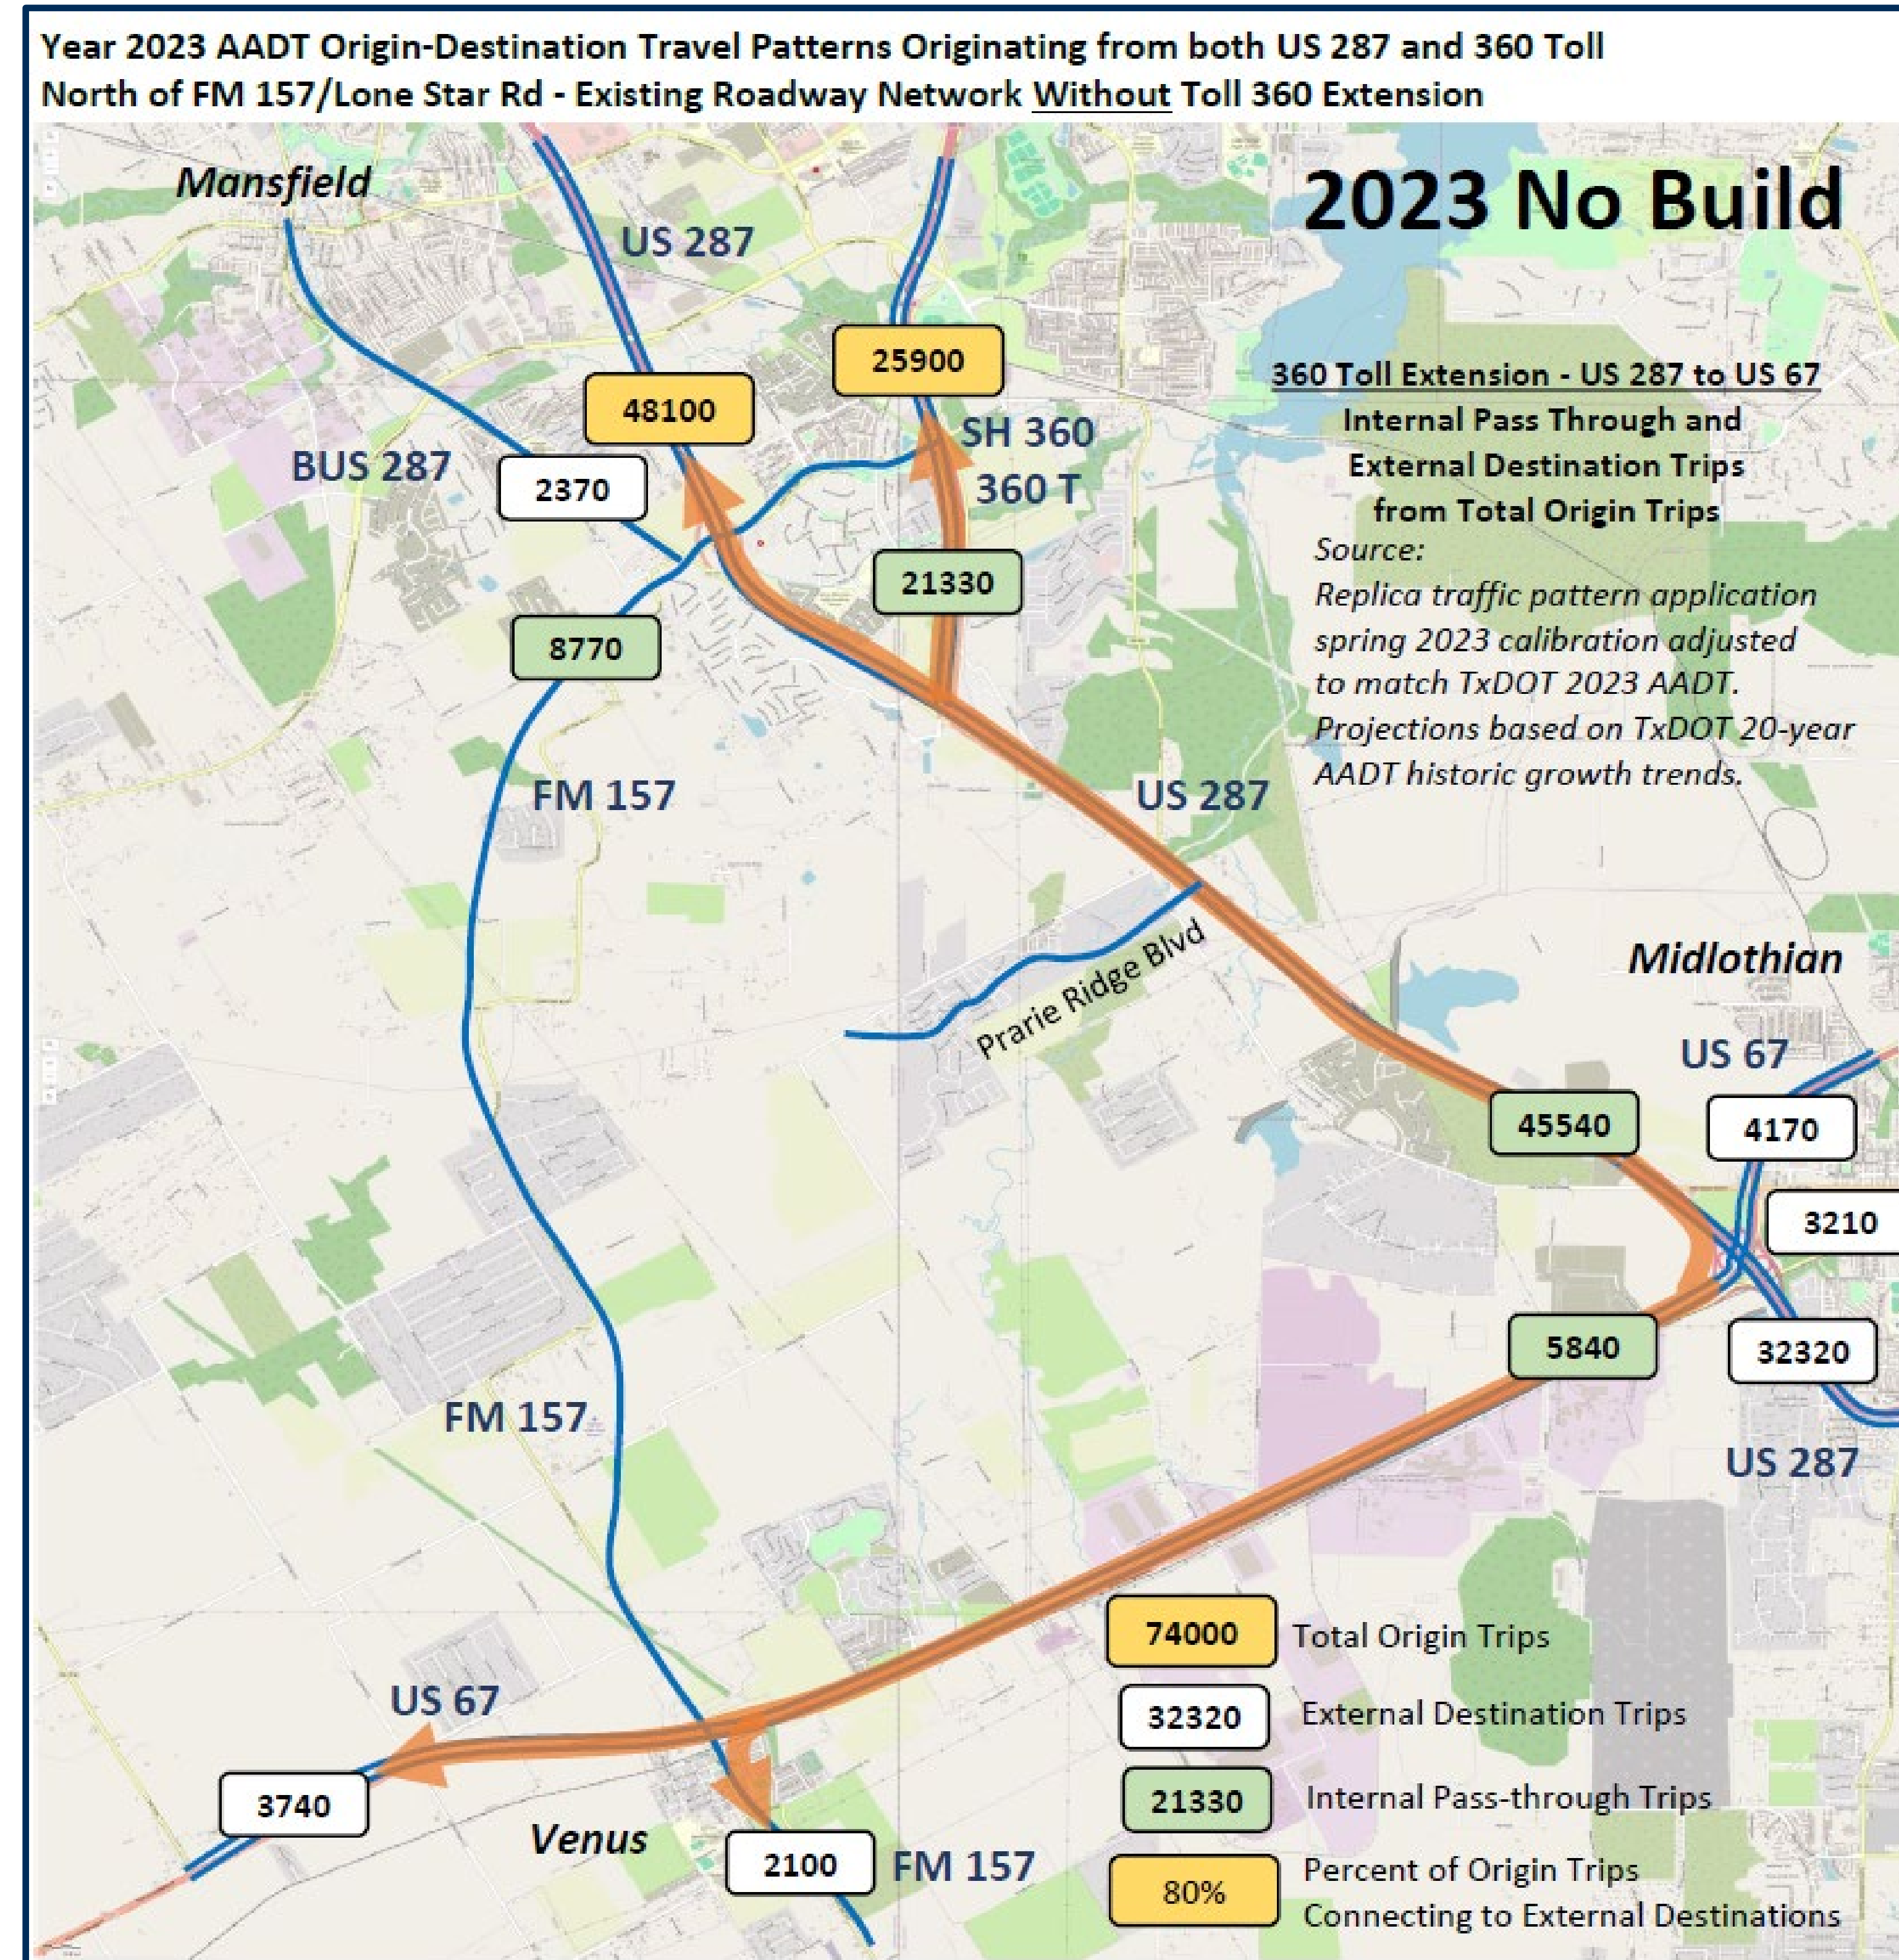 Year 2023 AADT Origin-Destination Travel Patterns Originating from both US 287 and 360 Toll
North of FM 157/Lone Star Rd - Existing Roadway Network Without Toll 360 Extension
Mansfield
2023 No Build
US 287
25900
48100
360 Toll Extension - US 287 to US 67
Internal Pass Through and
External Destination Trips
from Total Origin Trips
SH 360
360 T
BUS 287
2370
Source:
Replica traffic pattern application
spring 2023 calibration adjusted
to match TxDOT 2023 AADT.
Projections based on TxDOT 20-year
AADT historic growth trends.
21330
8770
FM 157
US 287
Prarie Ridge Blvd
Midlothian
US 67
45540
4170
3210
5840
32320
FM 157
US 287
74000 Total Origin Trips
32320 External Destination Trips
21330 Internal Pass-through Trips
80% Percent of Origin Trips
Connecting to External Destinations
US 67
3740
Venus
2100
FM 157